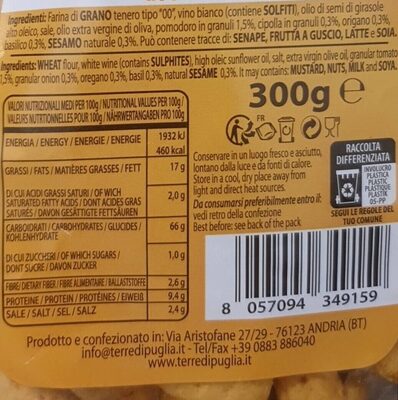 Ingredienti: Farina di GRANO tenero tipo "00", vino bianco (contiene SOLFITI), olio di semi di girasole
alto oleico, sale, olio extra vergine di oliva, pomodoro in granuli 1,5%, cipolla in granuli 0,3%, origano 0,3%,
basilico 0,3%, SESAMO naturale 0,3%. Può contenere tracce di: SENAPE, FRUTTA A GUSCIO, LATTE e SOIA.
Ingredients: WHEAT flour, white wine (contains SULPHITES), high oleic sunflower oil, salt, extra virgin olive oil, granular tomato
1,5%, granular onion 0,3%, oregano 0,3%, basil 0,3%, natural SESAME 0,3%. It may contains: MUSTARD, NUTS, MILK and SOYA.
VALORI NUTRIZIONALI MEDI PER 100g / NUTRITIONAL VALUES PER 100g /
VALEURS NUTRITIONNELLES POUR 100g / NÄHRWERTANGABEN PRO 100g
ENERGIA / ENERGY / ENERGIE / ENERGIE 1932 kJ
460 kcal
GRASSI / FATS / MATIÈRES GRASSES / FETT 17 g
DI CUI ACIDI GRASSI SATURI / OF WICH
SATURATED FATTY ACIDS / DONT ACIDES GRAS
SATURÉS / DAVON GESÄTTIGTE FETTSÄUREN 2,0 g
CARBOIDRATI / CARBOHYDRATES / GLUCIDES /
KOHLENHYDRATE 66 g
DI CUI ZUCCHERI / OF WHICH SUGARS /
DONT SUCRE / DAVON ZUCKER 1,0 g
FIBRE / DIETARY FIBER / FIBRE ALIMENTAIRE / BALLASTSTOFFE 2,6 g
PROTEINE / PROTEIN / PROTÉINES / EIWEIß 9,4 g
SALE / SALT / SEL / SALZ 2,4 g
300g e
FR
Conservare in un luogo fresco e asciutto,
lontano dalla luce e da fonti di calore.
Store in a cool, dry place away from
light and direct heat sources.
Da consumarsi preferibilmente entro il:
vedi retro della confezione
Best before: see back of the pack
RACCOLTA
DIFFERENZIATA
INVOLUCRO
PLASTICA
PLASTIC
PLASTIQUE
PLASTIK
05-PP
SEGUI LE REGOLE DEL
TUO COMUNE
8 057094 349159
Prodotto e confezionato in: Via Aristofane 27/29 - 76123 ANDRIA (BT)
info@terredipuglia.it - Tel/Fax +39 0883 886040
www.terredipuglia.it